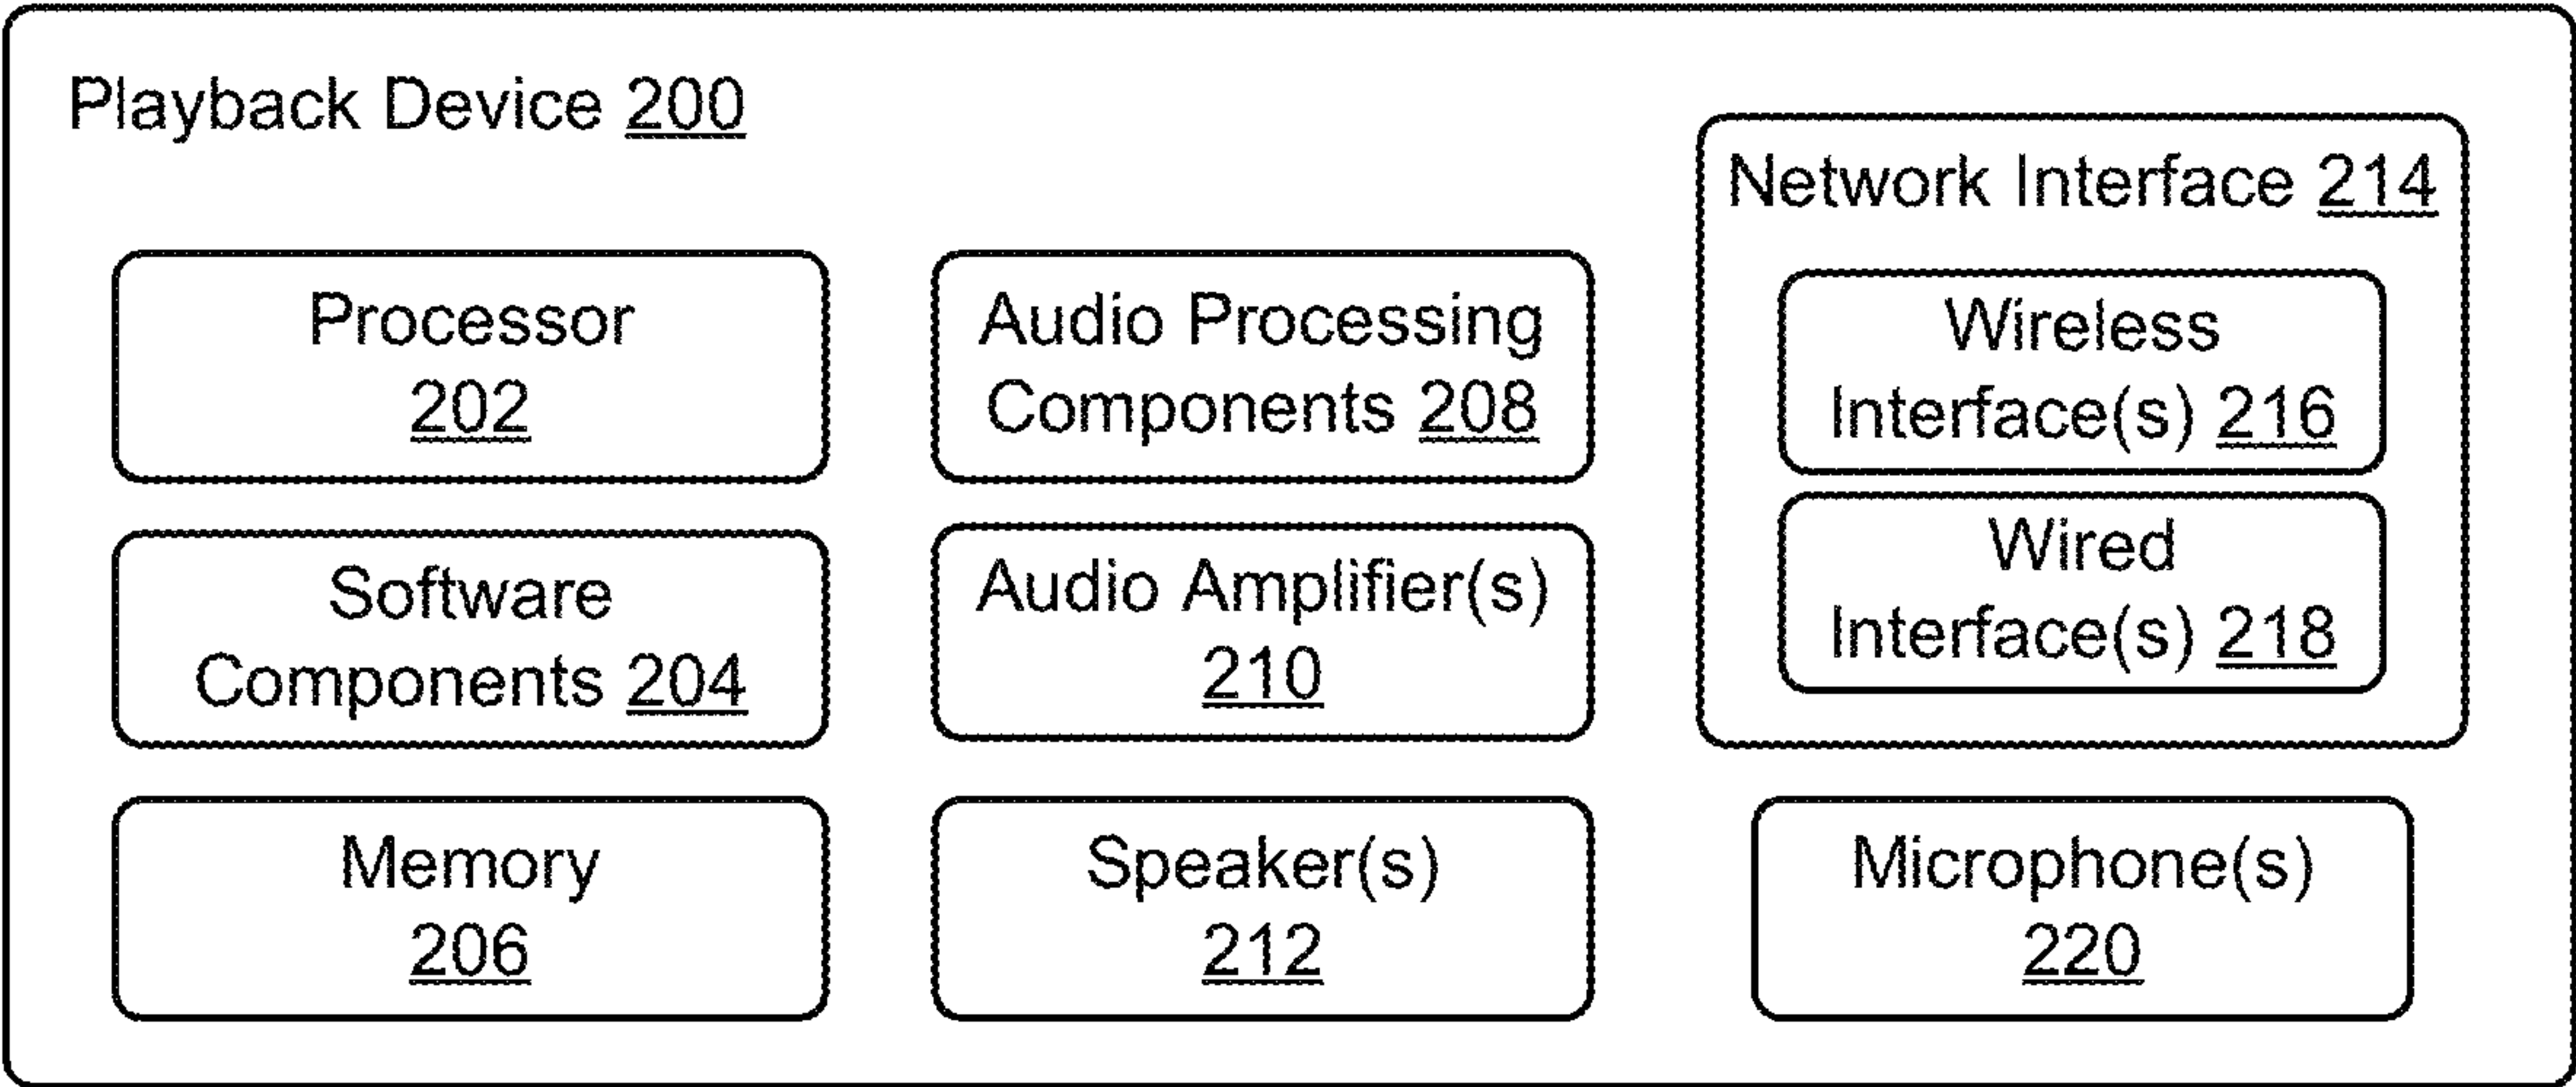 Playback Device 200
Processor
202
Software
Components 204
Memory
206
Audio Processing
Components 208
Audio Amplifier(s)
210
Speaker(s)
212
Network Interface 214
Wireless
Interface(s) 216
Wired
Interface(s) 218
Microphone(s)
220